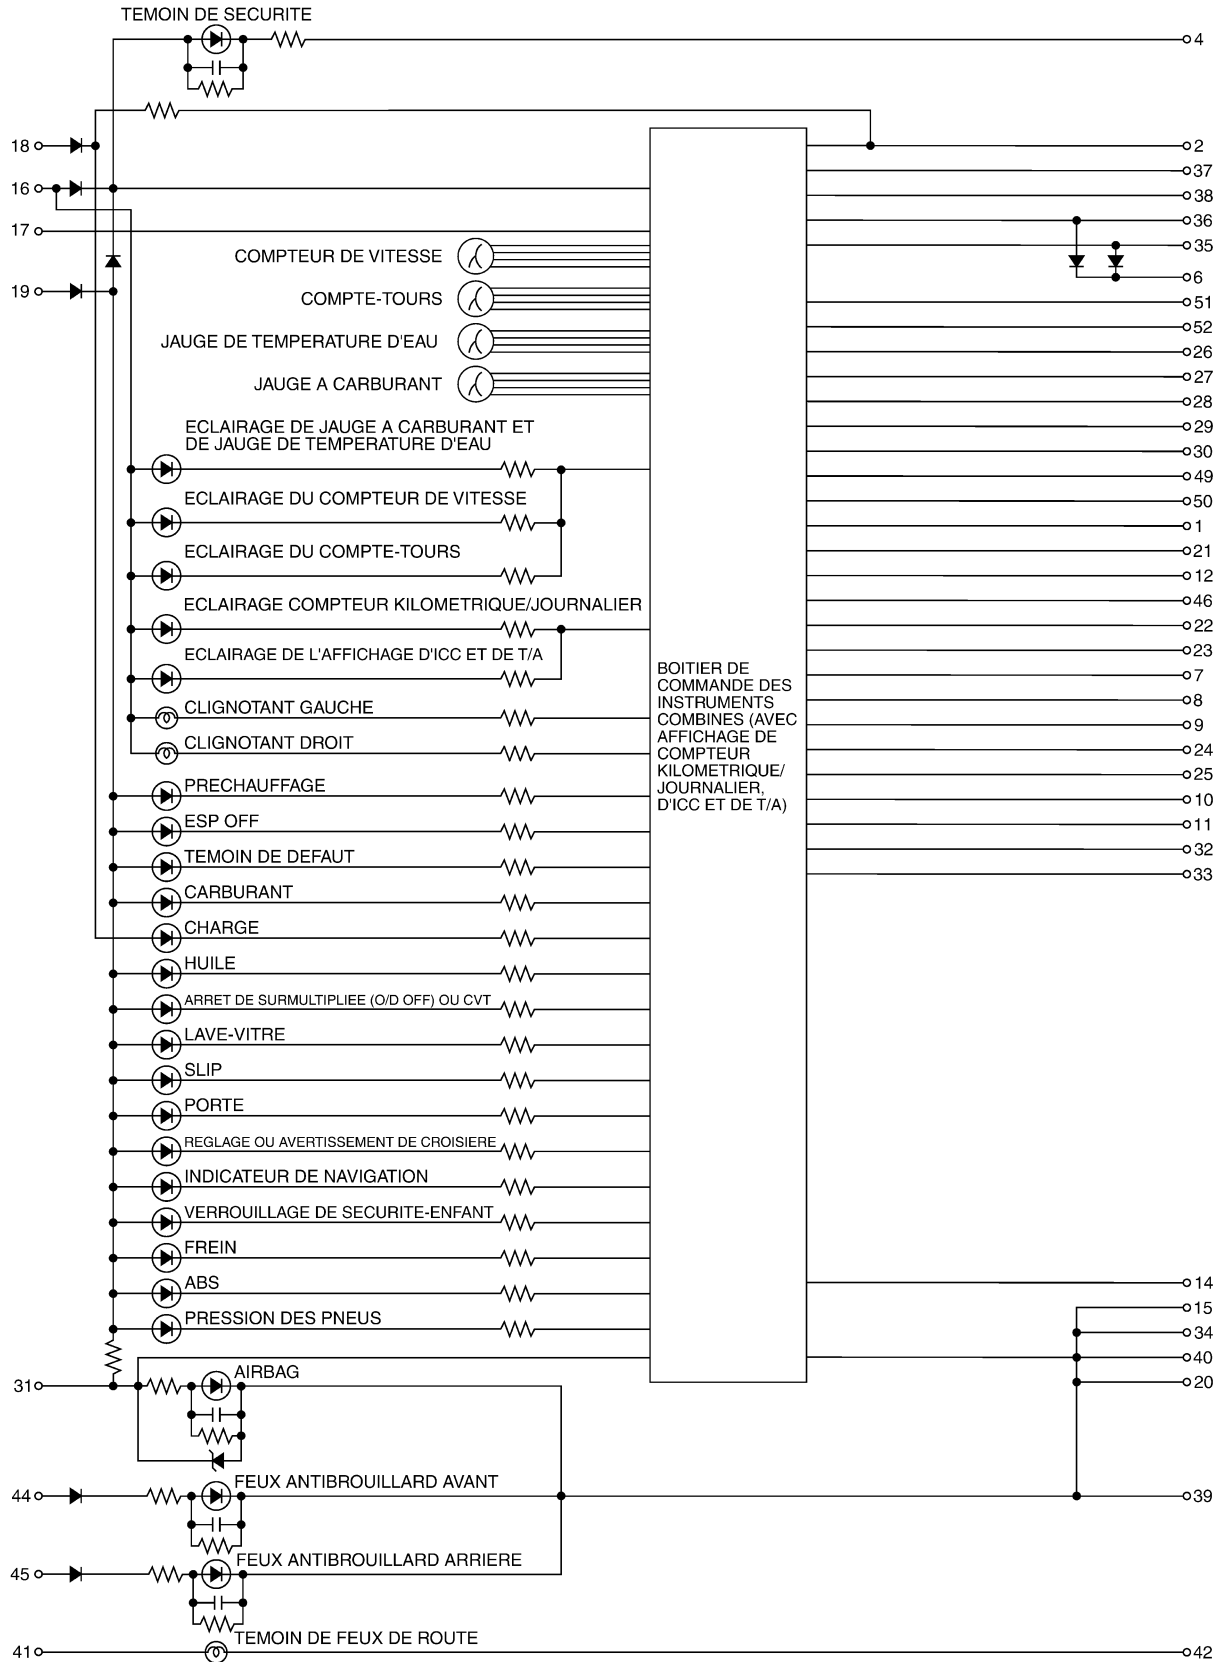 TEMOIN DE SECURITE
4
18
2
37
16
38
36
17
35
COMPTEUR DE VITESSE
6
19
COMPTE-TOURS
51
52
JAUGE DE TEMPERATURE D'EAU
26
27
JAUGE A CARBURANT
28
ECLAIRAGE DE JAUGE A CARBURANT ET
DE JAUGE DE TEMPERATURE D'EAU
29
30
49
ECLAIRAGE DU COMPTEUR DE VITESSE
50
1
ECLAIRAGE DU COMPTE-TOURS
21
12
ECLAIRAGE COMPTEUR KILOMETRIQUE/JOURNALIER
46
22
ECLAIRAGE DE L'AFFICHAGE D'ICC ET DE T/A
23
7
BOITIER DE
COMMANDE DES
INSTRUMENTS
COMBINES (AVEC
AFFICHAGE DE
COMPTEUR
KILOMETRIQUE/
JOURNALIER,
D'ICC ET DE T/A)
8
CLIGNOTANT GAUCHE
9
CLIGNOTANT DROIT
24
25
PRECHAUFFAGE
10
ESP OFF
11
TEMOIN DE DEFAUT
32
33
CARBURANT
CHARGE
HUILE
ARRET DE SURMULTIPLIEE (O/D OFF) OU CVT
LAVE-VITRE
SLIP
PORTE
REGLAGE OU AVERTISSEMENT DE CROISIERE
INDICATEUR DE NAVIGATION
VERROUILLAGE DE SECURITE-ENFANT
FREIN
ABS
14
15
PRESSION DES PNEUS
34
40
AIRBAG
31
20
FEUX ANTIBROUILLARD AVANT
44
39
FEUX ANTIBROUILLARD ARRIERE
45
TEMOIN DE FEUX DE ROUTE
41
42